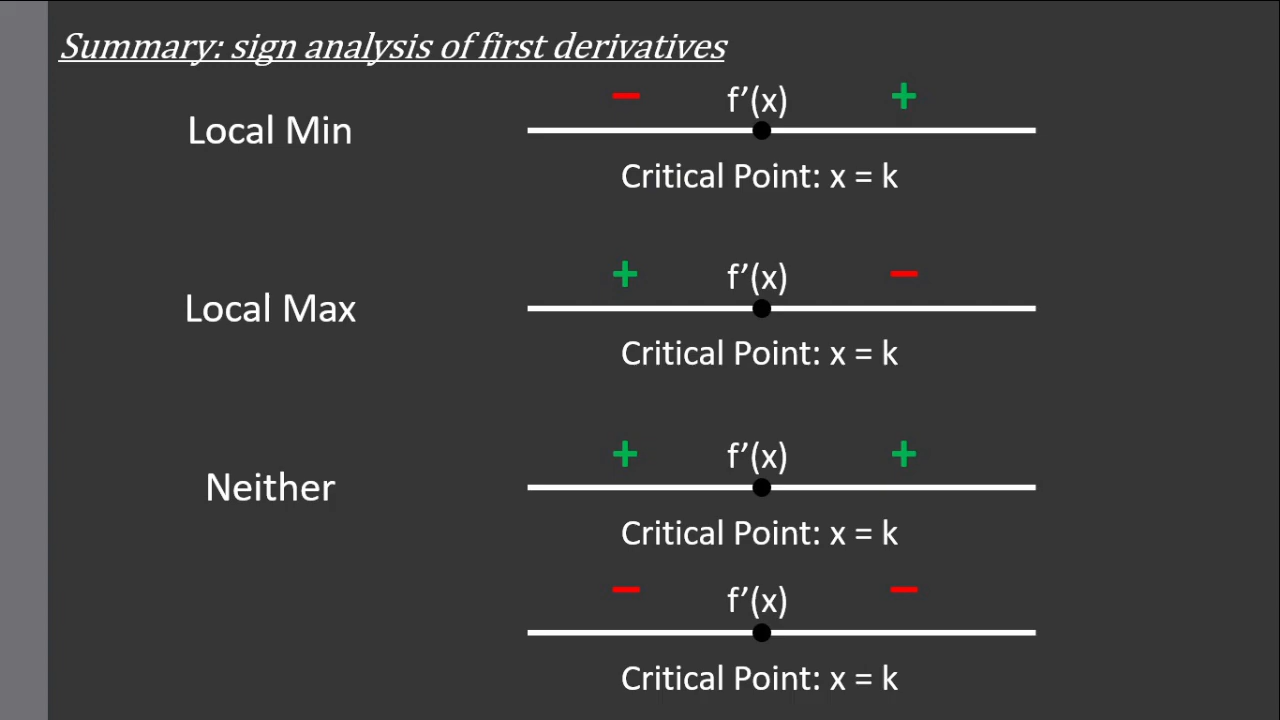 Summary: sign analysis of first derivatives
− f’(x) +
Local Min
Critical Point: x = k
+ f’(x) −
Local Max
Critical Point: x = k
+ f’(x) +
Neither
Critical Point: x = k
− f’(x) −
Critical Point: x = k